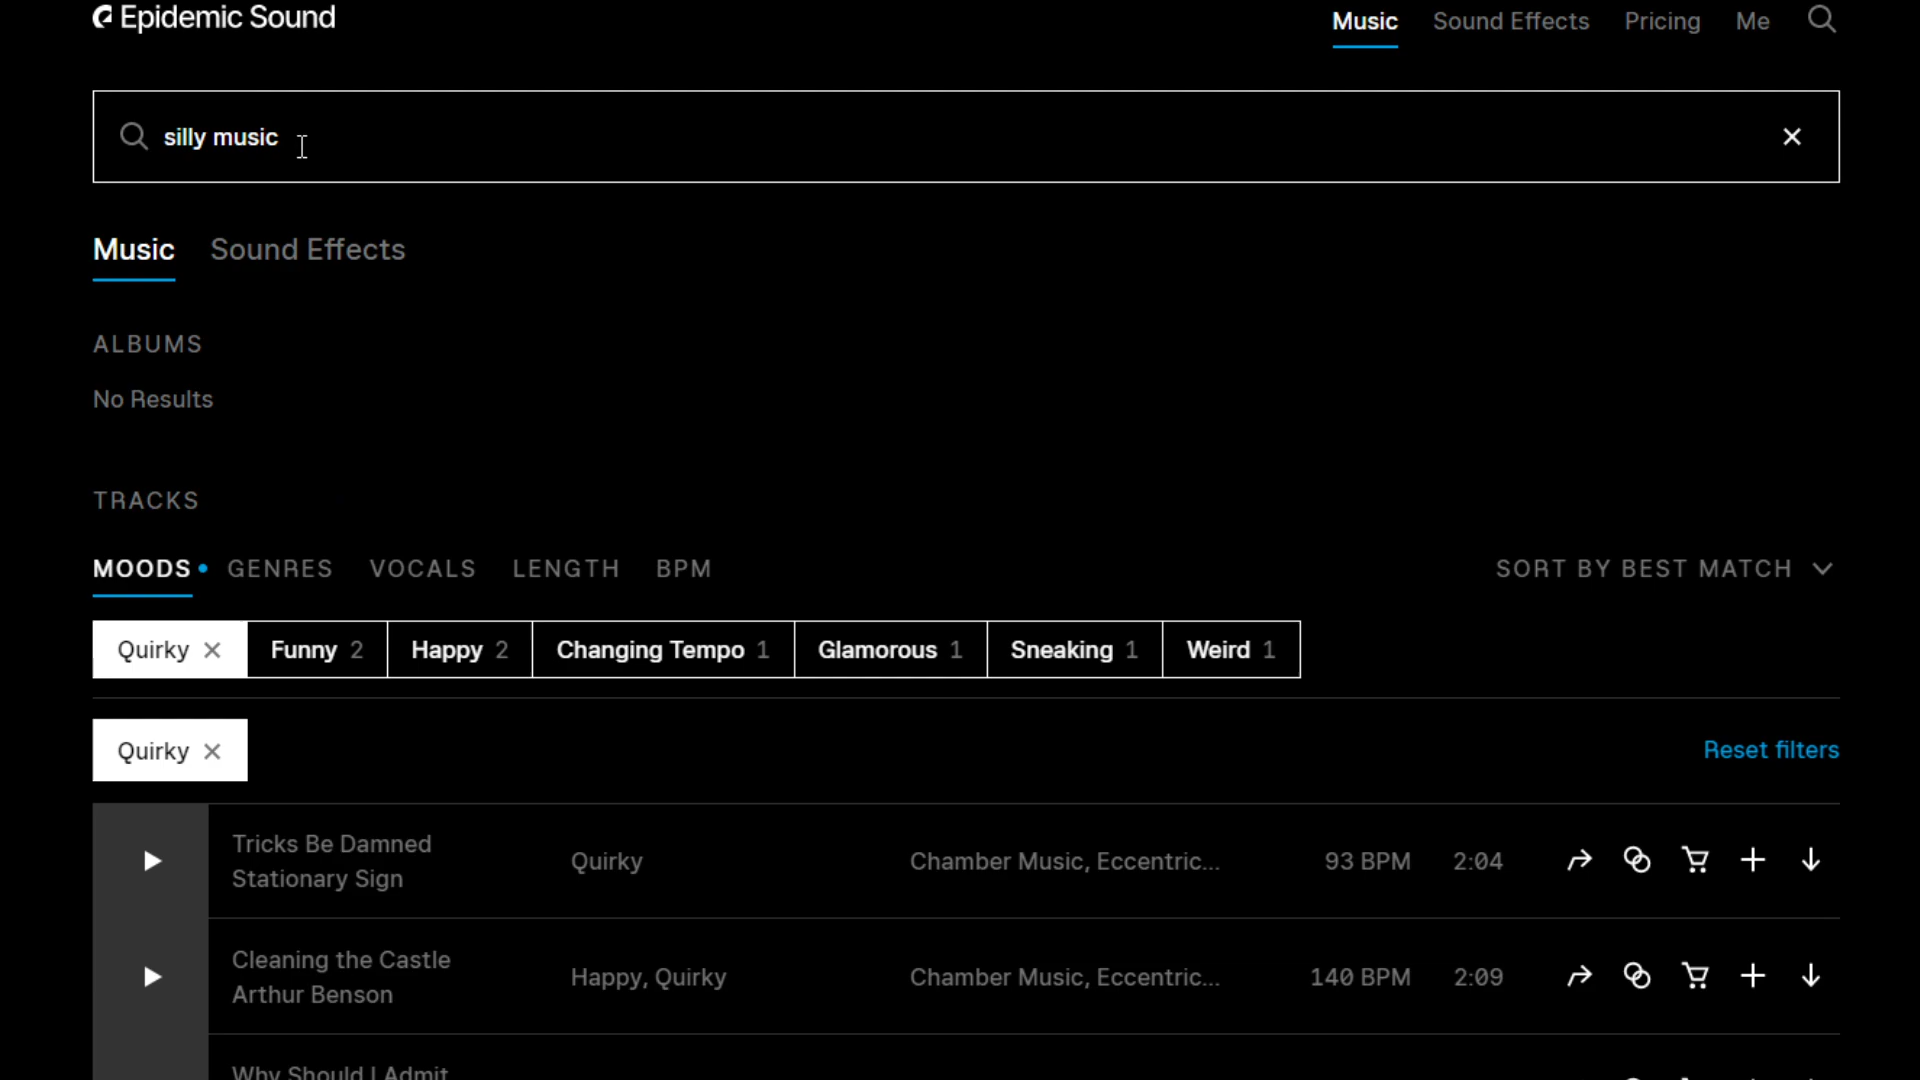 Epidemic Sound
Music Sound Effects Pricing Me
silly music
Music Sound Effects
ALBUMS
No Results
TRACKS
MOODS GENRES VOCALS LENGTH BPM SORT BY BEST MATCH
Quirky Funny 2 Happy 2 Changing Tempo 1 Glamorous 1 Sneaking 1 Weird 1
Quirky Reset filters
Tricks Be Damned
Stationary Sign
Quirky Chamber Music, Eccentric... 93 BPM 2:04
Cleaning the Castle
Arthur Benson
Happy, Quirky Chamber Music, Eccentric... 140 BPM 2:09
Why Should I Admit